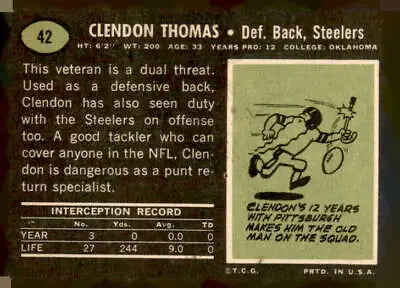 42
CLENDON THOMAS • Def. Back, Steelers
HT: 6'2" WT: 200 AGE: 33 YEARS PRO: 12 COLLEGE: OKLAHOMA
This veteran is a dual threat.
Used as a defensive back,
Clendon has also seen duty
with the Steelers on offense
too. A good tackler who can
cover anyone in the NFL, Clen-
don is dangerous as a punt re-
turn specialist.
INTERCEPTION RECORD
No. Yds. Avg. TD
YEAR 3 0 0.0 0
LIFE 27 244 9.0 0
CLENDON'S 12 YEARS
WITH PITTSBURGH
MAKES HIM THE OLD
MAN ON THE SQUAD.
©T.C.G. PRTD. IN U.S.A.